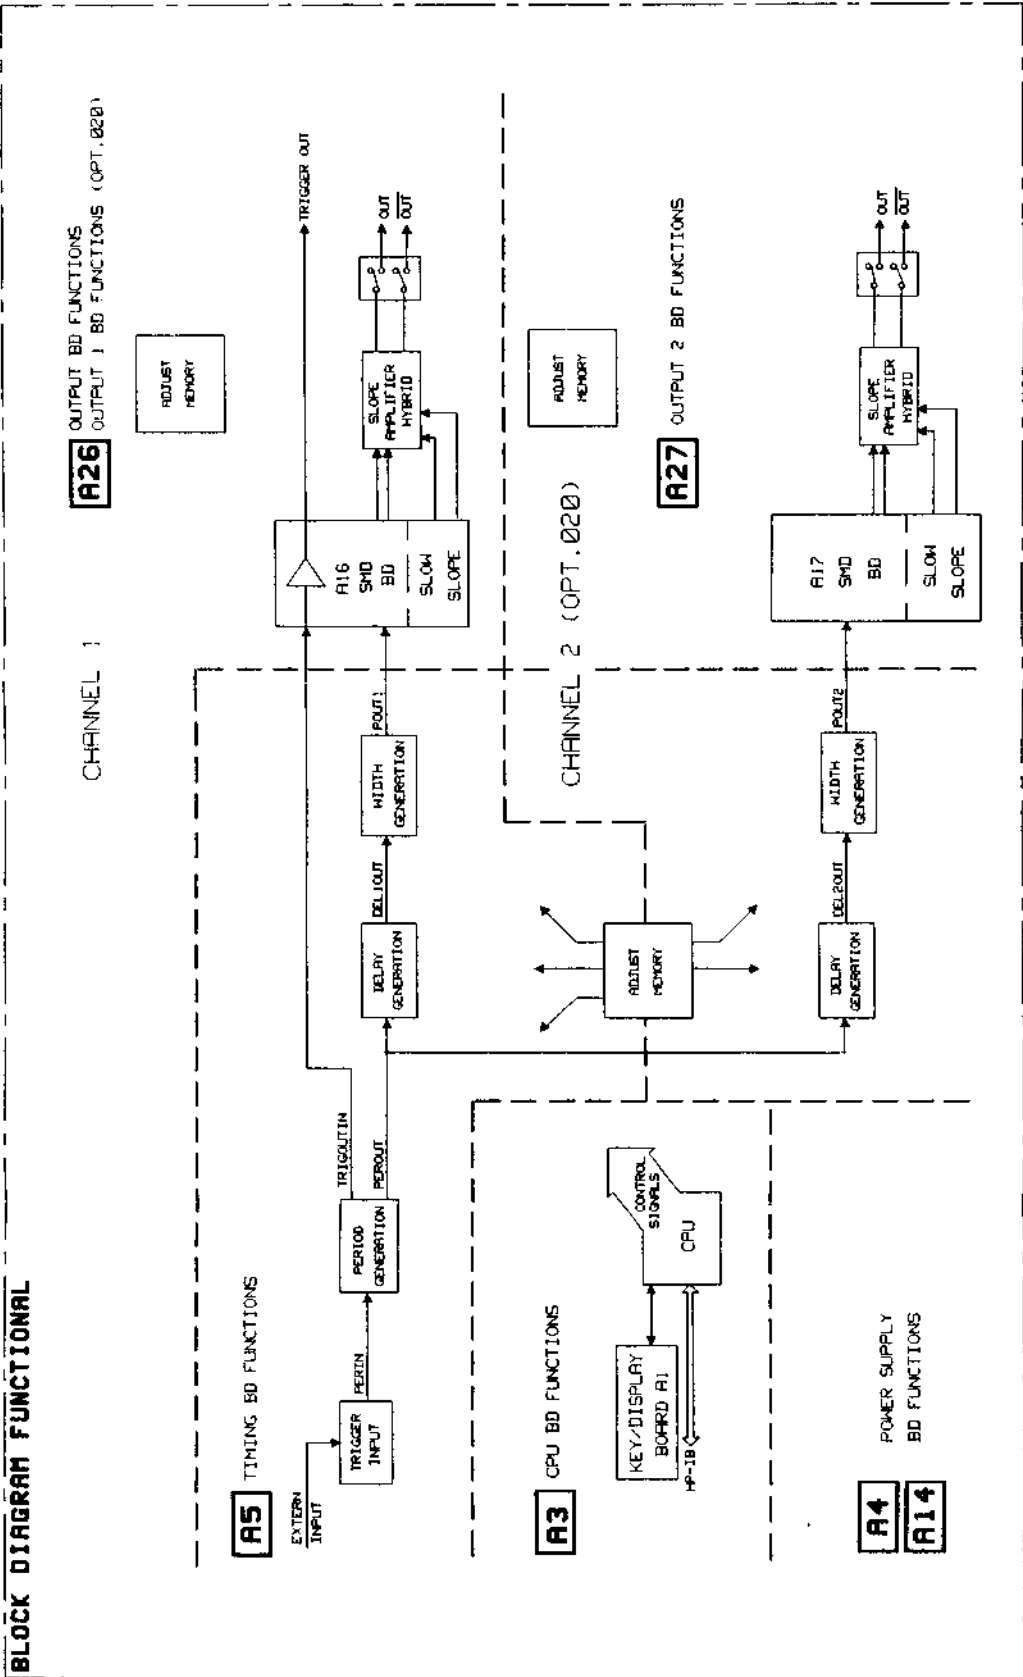 BLOCK DIAGRAM FUNCTIONAL
CHANNEL 1
A26
OUTPUT BD FUNCTIONS
OUTPUT 1 BD FUNCTIONS (OPT.020)
ADJUST
MEMORY
TRIGGER OUT
A5
TIMING BD FUNCTIONS
EXTERN
INPUT
TRIGGER
INPUT
PERIN
PERIOD
GENERATION
TRIGOUTIN
PEROUT
DELAY
GENERATION
DEL1OUT
WIDTH
GENERATION
POUT1
A16
SMD
BD
SLOW
SLOPE
SLOPE
AMPLIFIER
HYBRID
OUT
OUT
A3
CPU BD FUNCTIONS
KEY/DISPLAY
BOARD A1
HP-IB
CONTROL
SIGNALS
CPU
ADJUST
MEMORY
CHANNEL 2 (OPT.020)
ADJUST
MEMORY
A27
OUTPUT 2 BD FUNCTIONS
DELAY
GENERATION
DEL2OUT
WIDTH
GENERATION
POUT2
A17
SMD
BD
SLOW
SLOPE
SLOPE
AMPLIFIER
HYBRID
OUT
OUT
A4
A14
POWER SUPPLY
BD FUNCTIONS